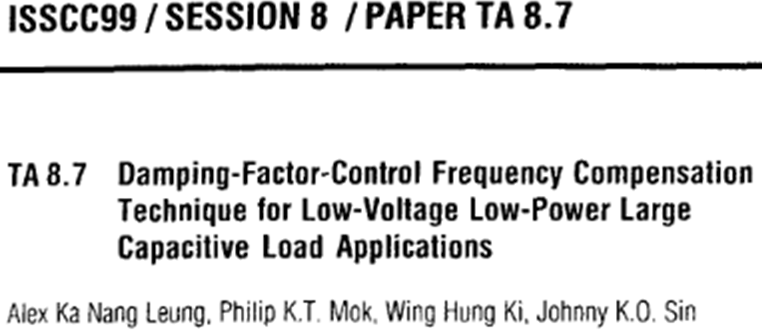 ISSCC99 / SESSION 8 / PAPER TA 8.7
TA 8.7 Damping-Factor-Control Frequency Compensation
Technique for Low-Voltage Low-Power Large
Capacitive Load Applications
Alex Ka Nang Leung, Philip K.T. Mok, Wing Hung Ki, Johnny K.O. Sin